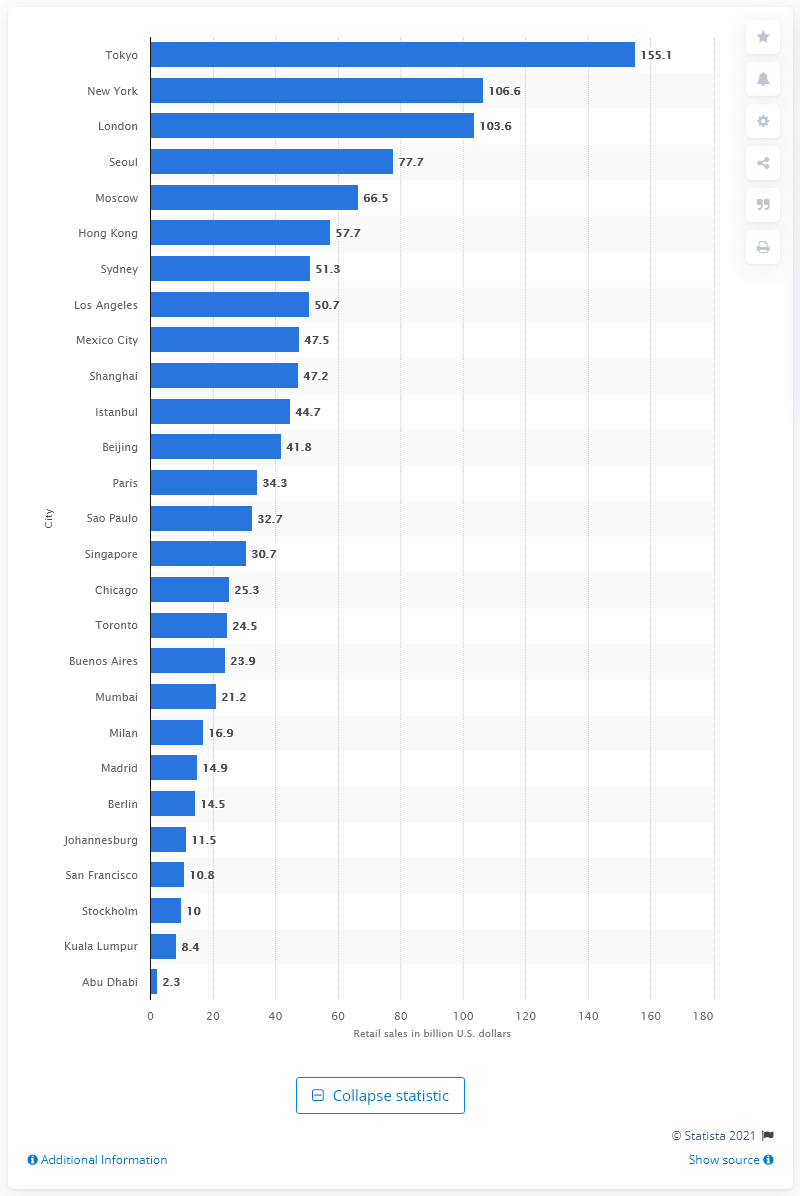 Tokyo 155.1
New York 106.6
London 103.6
Seoul 77.7
Moscow 66.5
Hong Kong 57.7
Sydney 51.3
Los Angeles 50.7
Mexico City 47.5
Shanghai 47.2
Istanbul 44.7
Beijing 41.8
Paris 34.3
City
Sao Paulo 32.7
Singapore 30.7
Chicago 25.3
Toronto 24.5
Buenos Aires 23.9
Mumbai 21.2
Milan 16.9
Madrid 14.9
Berlin 14.5
Johannesburg 11.5
San Francisco 10.8
Stockholm 10
Kuala Lumpur 8.4
Abu Dhabi 2.3
0 20 40 60 80 100 120 140 160 180
Retail sales in billion U.S. dollars
Collapse statistic
© Statista 2021
Additional Information
Show source